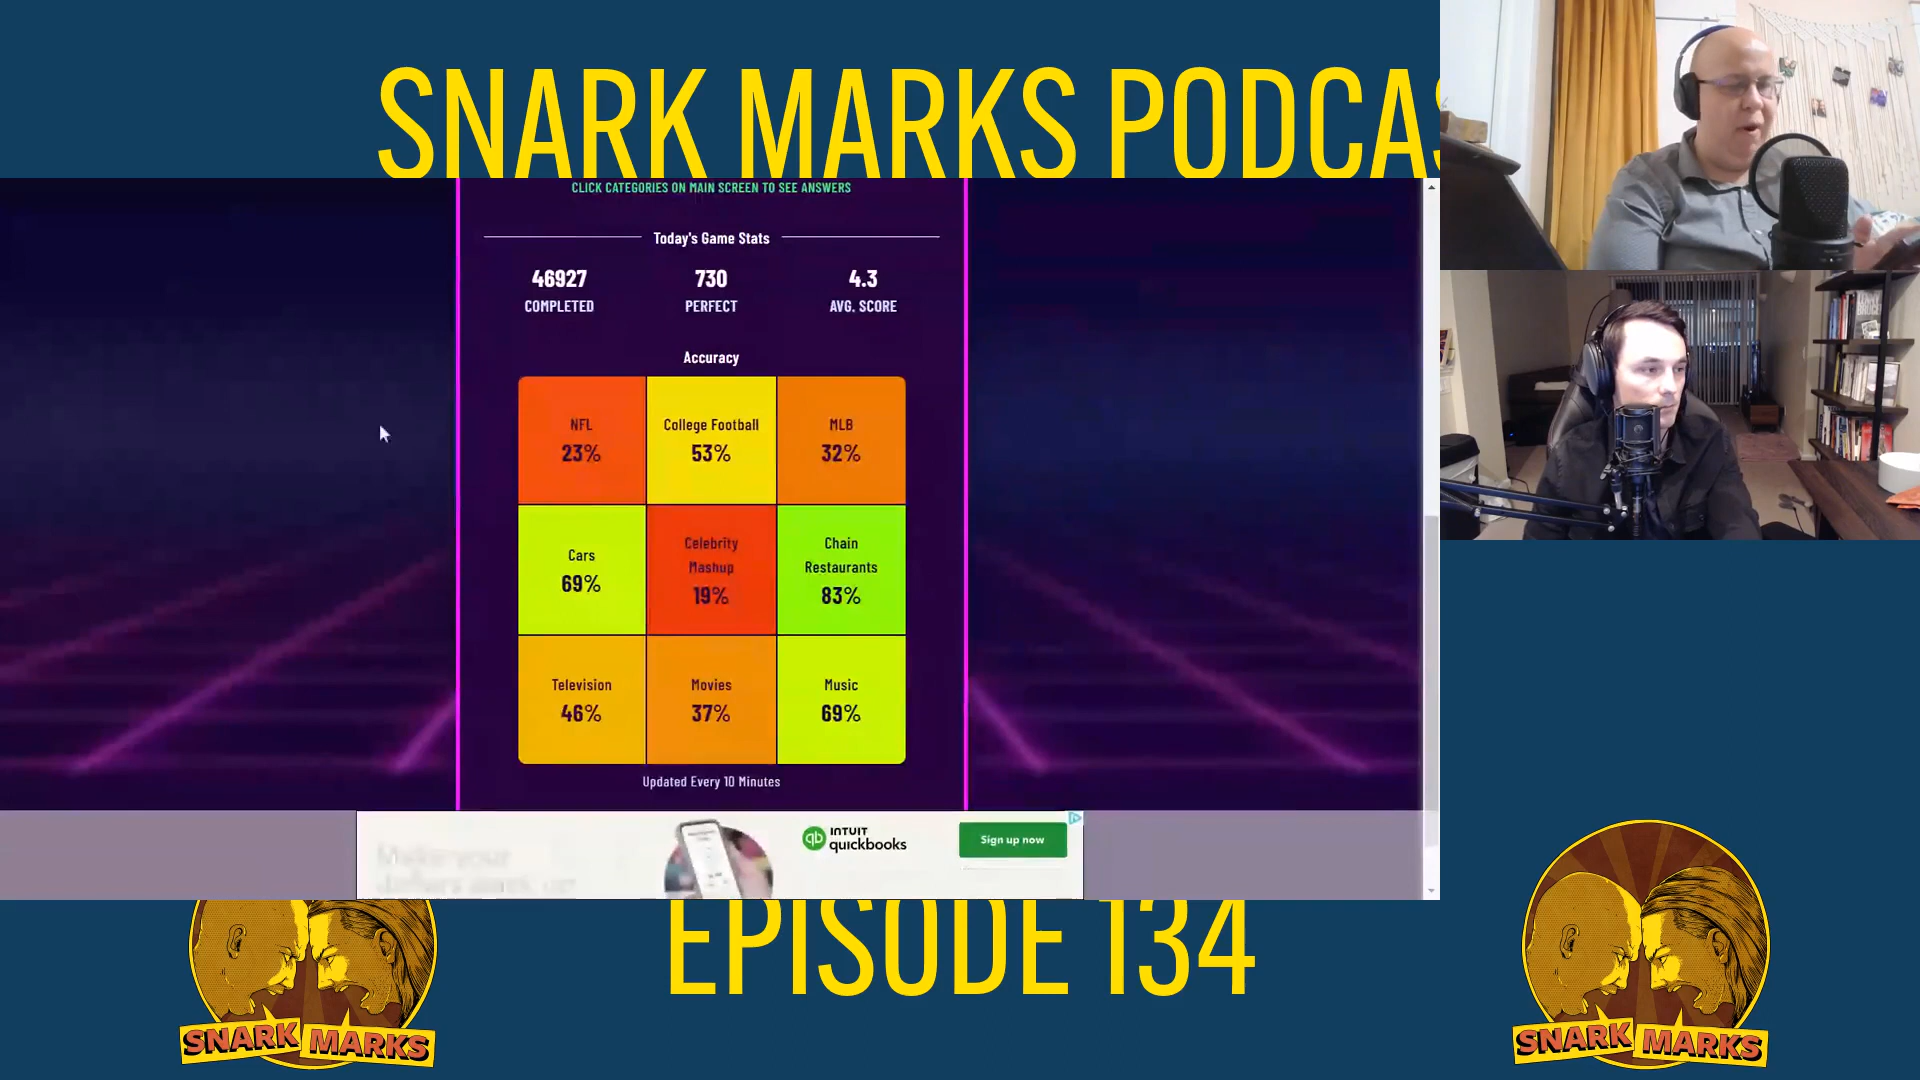 SNARK MARKS PODCAS
CLICK CATEGORIES ON MAIN SCREEN TO SEE ANSWERS
Today's Game Stats
46927
COMPLETED
730
PERFECT
4.3
AVG. SCORE
Accuracy
NFL
23%
College Football
53%
MLB
32%
Cars
69%
Celebrity
Mashup
19%
Chain
Restaurants
83%
Television
46%
Movies
37%
Music
69%
Updated Every 10 Minutes
Make your
INTUIT
quickbooks
Sign up now
EPISODE 134
SNARK MARKS
SNARK MARKS